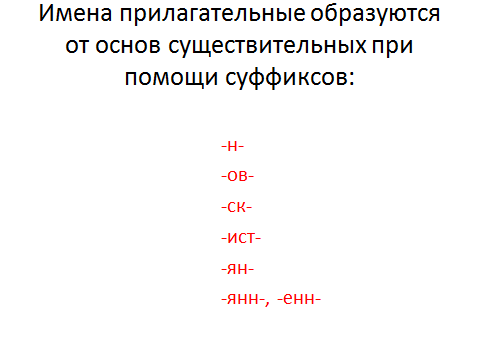 Имена прилагательные образуются
от основ существительных при
помощи суффиксов:
-н-
-ов-
-ск-
-ист-
-ян-
-янн-, -енн-